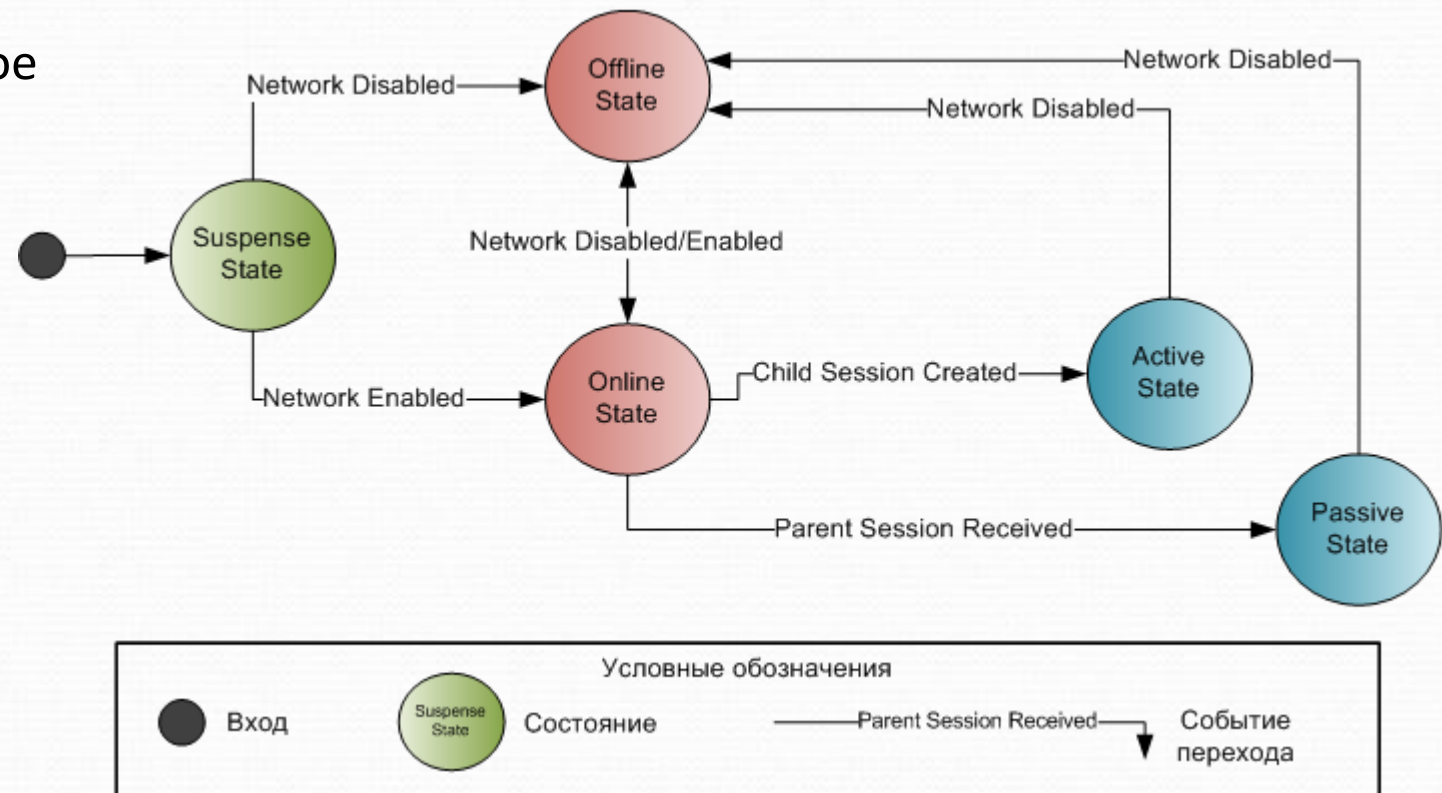 ре
Network Disabled
Offline
State
Network Disabled
Network Disabled
Suspense
State
Network Disabled/Enabled
Network Enabled
Online
State
Child Session Created
Active
State
Parent Session Received
Passive
State
Условные обозначения
Вход
Suspense
State
Состояние
Parent Session Received
Событие
перехода